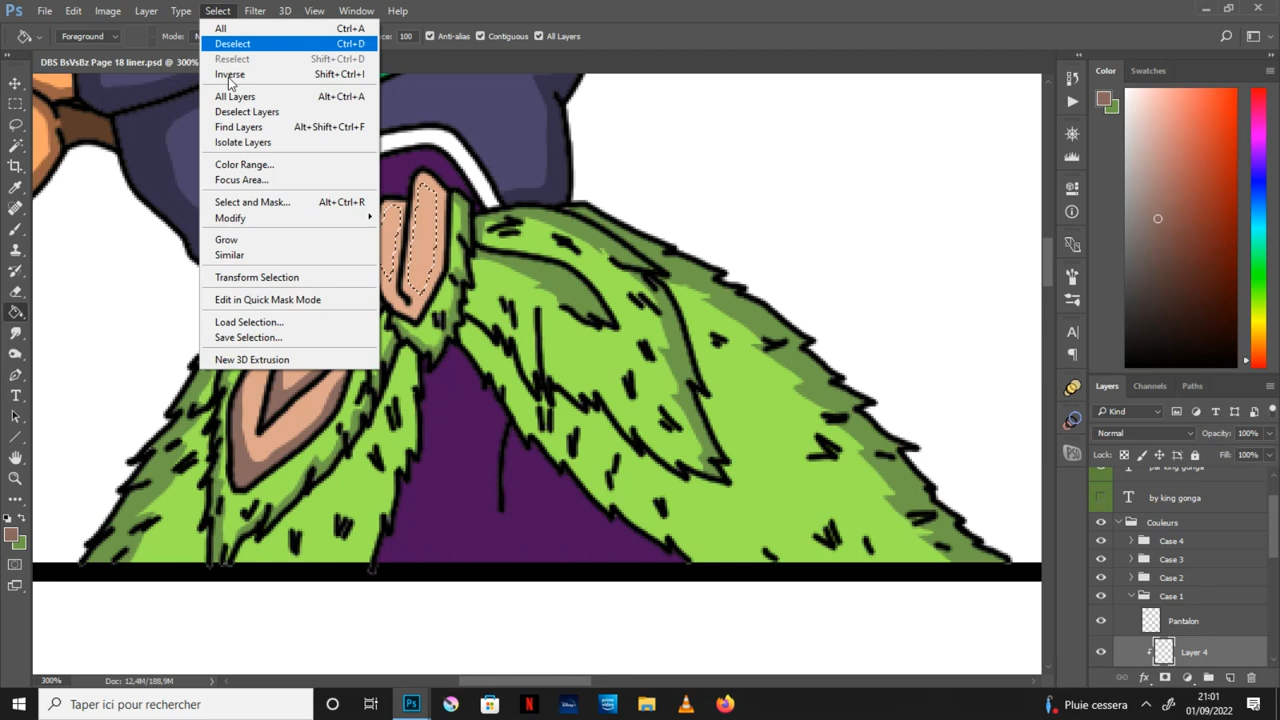 Ps File Edit Image Layer Type Select Filter 3D View Window Help
Foreground Mode: 100 Anti-alias Contiguous All Layers
DBS BsVsBz Page 18 liner.psd @ 300%
All Ctrl+A
Deselect Ctrl+D
Reselect Shift+Ctrl+D
Inverse Shift+Ctrl+I
All Layers Alt+Ctrl+A
Deselect Layers
Find Layers Alt+Shift+Ctrl+F
Isolate Layers
Color Range...
Focus Area...
Select and Mask... Alt+Ctrl+R
Modify
Grow
Similar
Transform Selection
Edit in Quick Mask Mode
Load Selection...
Save Selection...
New 3D Extrusion
Color Swatches
Layers Channels Paths
Kind
Normal Opacity: 100%
Lock: Fill: 100%
par king gonga
by king gonga
Couleurs
Case 4
Case 3
Case 2
Case 1
Pantalon
Layer 4
300% Doc: 12,4M/188,9M
Taper ici pour rechercher
Ps
Pluie cessera
21:01
01/09/2022